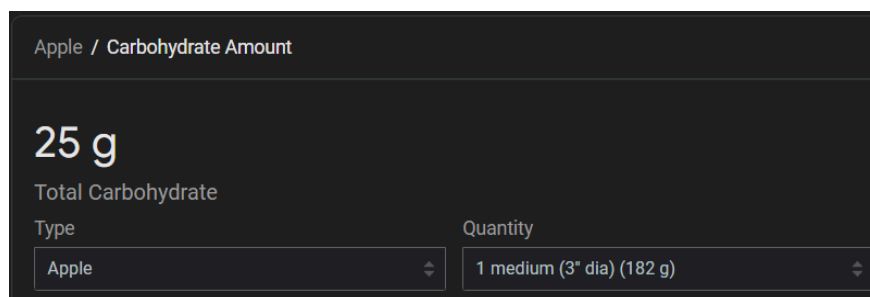 Apple / Carbohydrate Amount
25 g
Total Carbohydrate
Type
Quantity
Apple
1 medium (3" dia) (182 g)